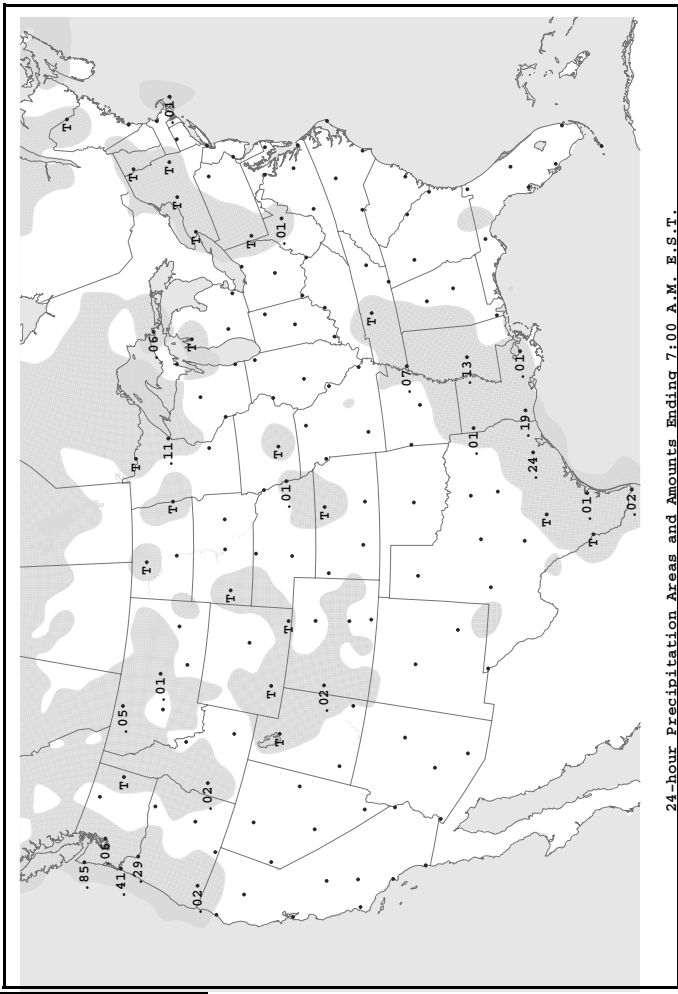 T
.85
.06
.41
T
.05
T
T
.29
T
.06
.01
.11
T
.01
T
T
T
T
.02
.02
T
T
T
T
T
.01
T
.01
.02
T
T
.07
.13
.01
.01
.19
.24
T
.01
T
.02
24-hour Precipitation Areas and Amounts Ending 7:00 A.M. E.S.T.